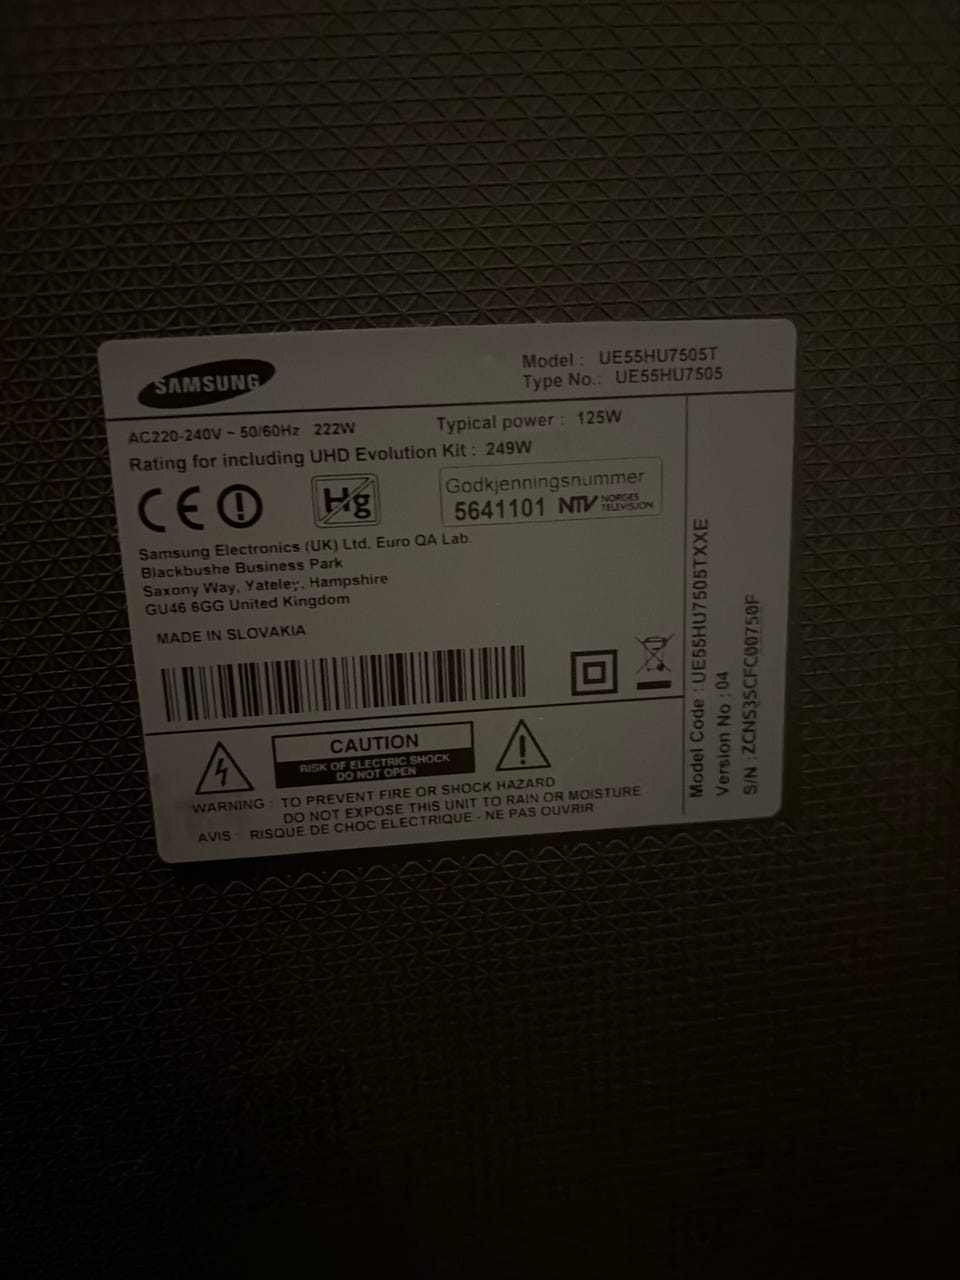 SAMSUNG
Model : UE55HU7505T
Type No.: UE55HU7505
AC220-240V ~ 50/60Hz 222W
Typical power : 125W
Rating for including UHD Evolution Kit : 249W
CE
Hg
Godkjenningsnummer
5641101 NTV NORGES TELEVISION
Samsung Electronics (UK) Ltd, Euro QA Lab.
Blackbushe Business Park
Saxony Way, Yateley, Hampshire
GU46 6GG United Kingdom
MADE IN SLOVAKIA
CAUTION
RISK OF ELECTRIC SHOCK
DO NOT OPEN
WARNING : TO PREVENT FIRE OR SHOCK HAZARD
DO NOT EXPOSE THIS UNIT TO RAIN OR MOISTURE
AVIS : RISQUE DE CHOC ELECTRIQUE - NE PAS OUVRIR
Model Code : UE55HU7505TXXE
Version No : 04
S/N : ZCNS3SCFC00750F